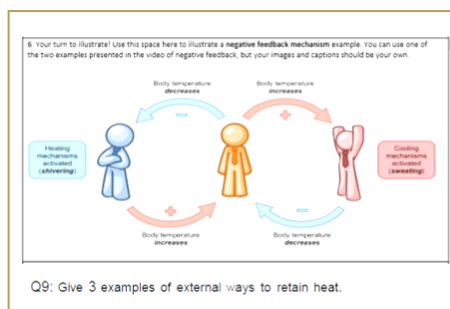 6. Your turn to illustrate! Use this space here to illustrate a negative feedback mechanism example. You can use one of
the two examples presented in the video of negative feedback, but your images and captions should be your own.
Body temperature
decreases
Body temperature
increases
−
+
Heating
mechanisms
activated
(shivering)
Cooling
mechanisms
activated
(sweating)
+
−
Body temperature
increases
Body temperature
decreases
Q9: Give 3 examples of external ways to retain heat.